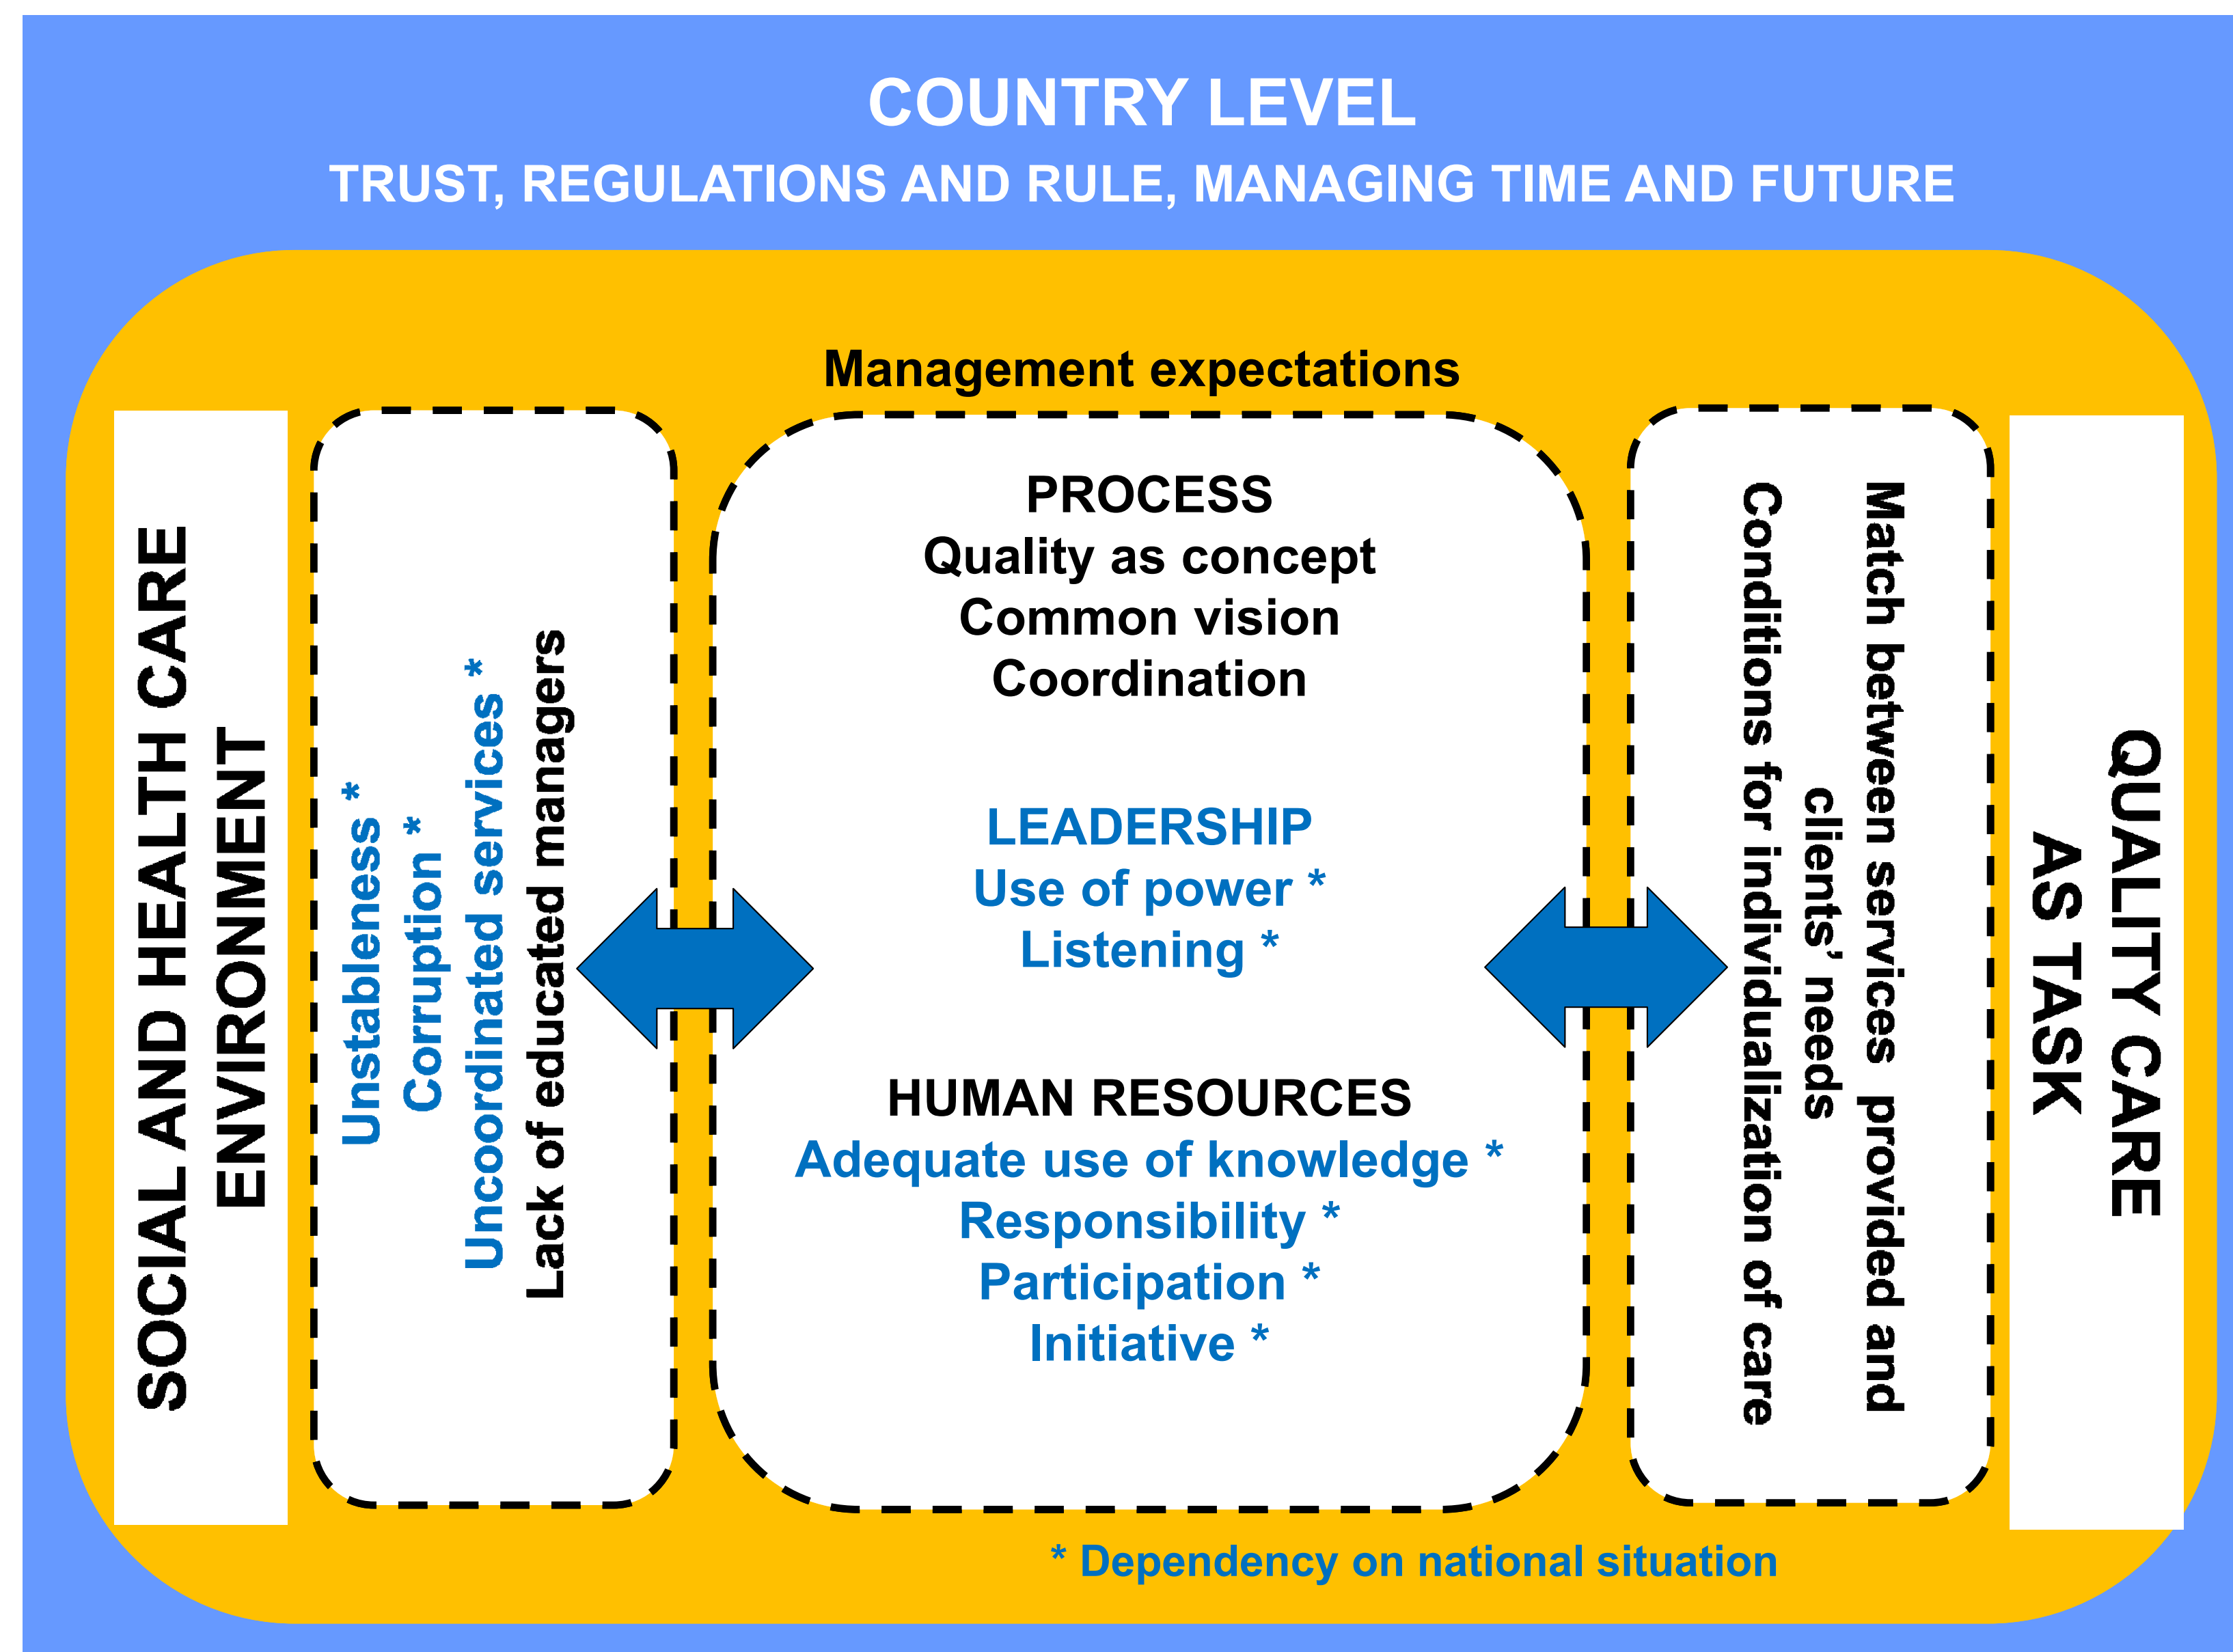 COUNTRY LEVEL
TRUST, REGULATIONS AND RULE, MANAGING TIME AND FUTURE
Management expectations
SOCIAL AND HEALTH CARE
ENVIRONMENT
Unstableness *
Corruption *
Uncoordinated services *
Lack of educated managers
PROCESS
Quality as concept
Common vision
Coordination
LEADERSHIP
Use of power *
Listening *
HUMAN RESOURCES
Adequate use of knowledge *
Responsibility *
Participation *
Initiative *
Match between services provided and
clients’ needs
Conditions for individualization of care
QUALITY CARE
AS TASK
* Dependency on national situation